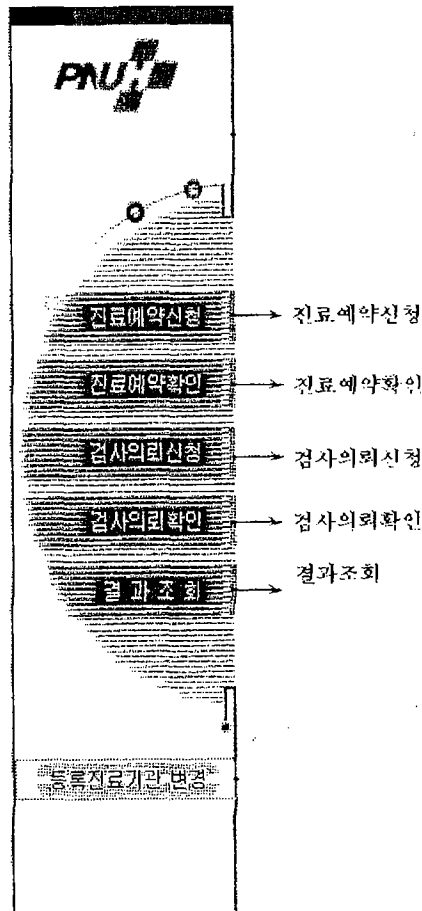 PNU
진료예약신청 → 진료예약신청
진료예약확인 → 진료예약확인
검사의뢰신청 → 검사의뢰신청
검사의뢰확인 → 검사의뢰확인
결과조회 → 결과조회
등록진료기관 변경